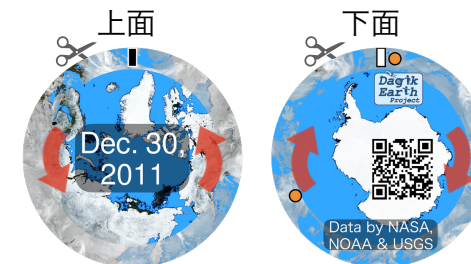 上面
下面
Dec. 30,
2011
Dagik
Earth
Project
Data by NASA,
NOAA & USGS